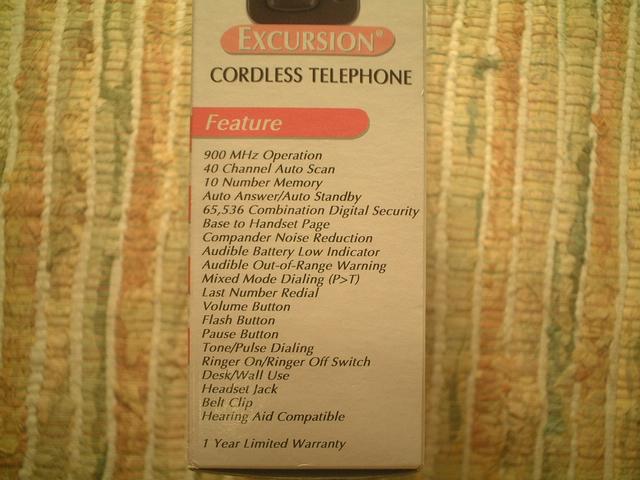 EXCURSION®
CORDLESS TELEPHONE
Feature
900 MHz Operation
40 Channel Auto Scan
10 Number Memory
Auto Answer/Auto Standby
65,536 Combination Digital Security
Base to Handset Page
Compander Noise Reduction
Audible Battery Low Indicator
Audible Out-of-Range Warning
Mixed Mode Dialing (P>T)
Last Number Redial
Volume Button
Flash Button
Pause Button
Tone/Pulse Dialing
Ringer On/Ringer Off Switch
Desk/Wall Use
Headset Jack
Belt Clip
Hearing Aid Compatible
1 Year Limited Warranty